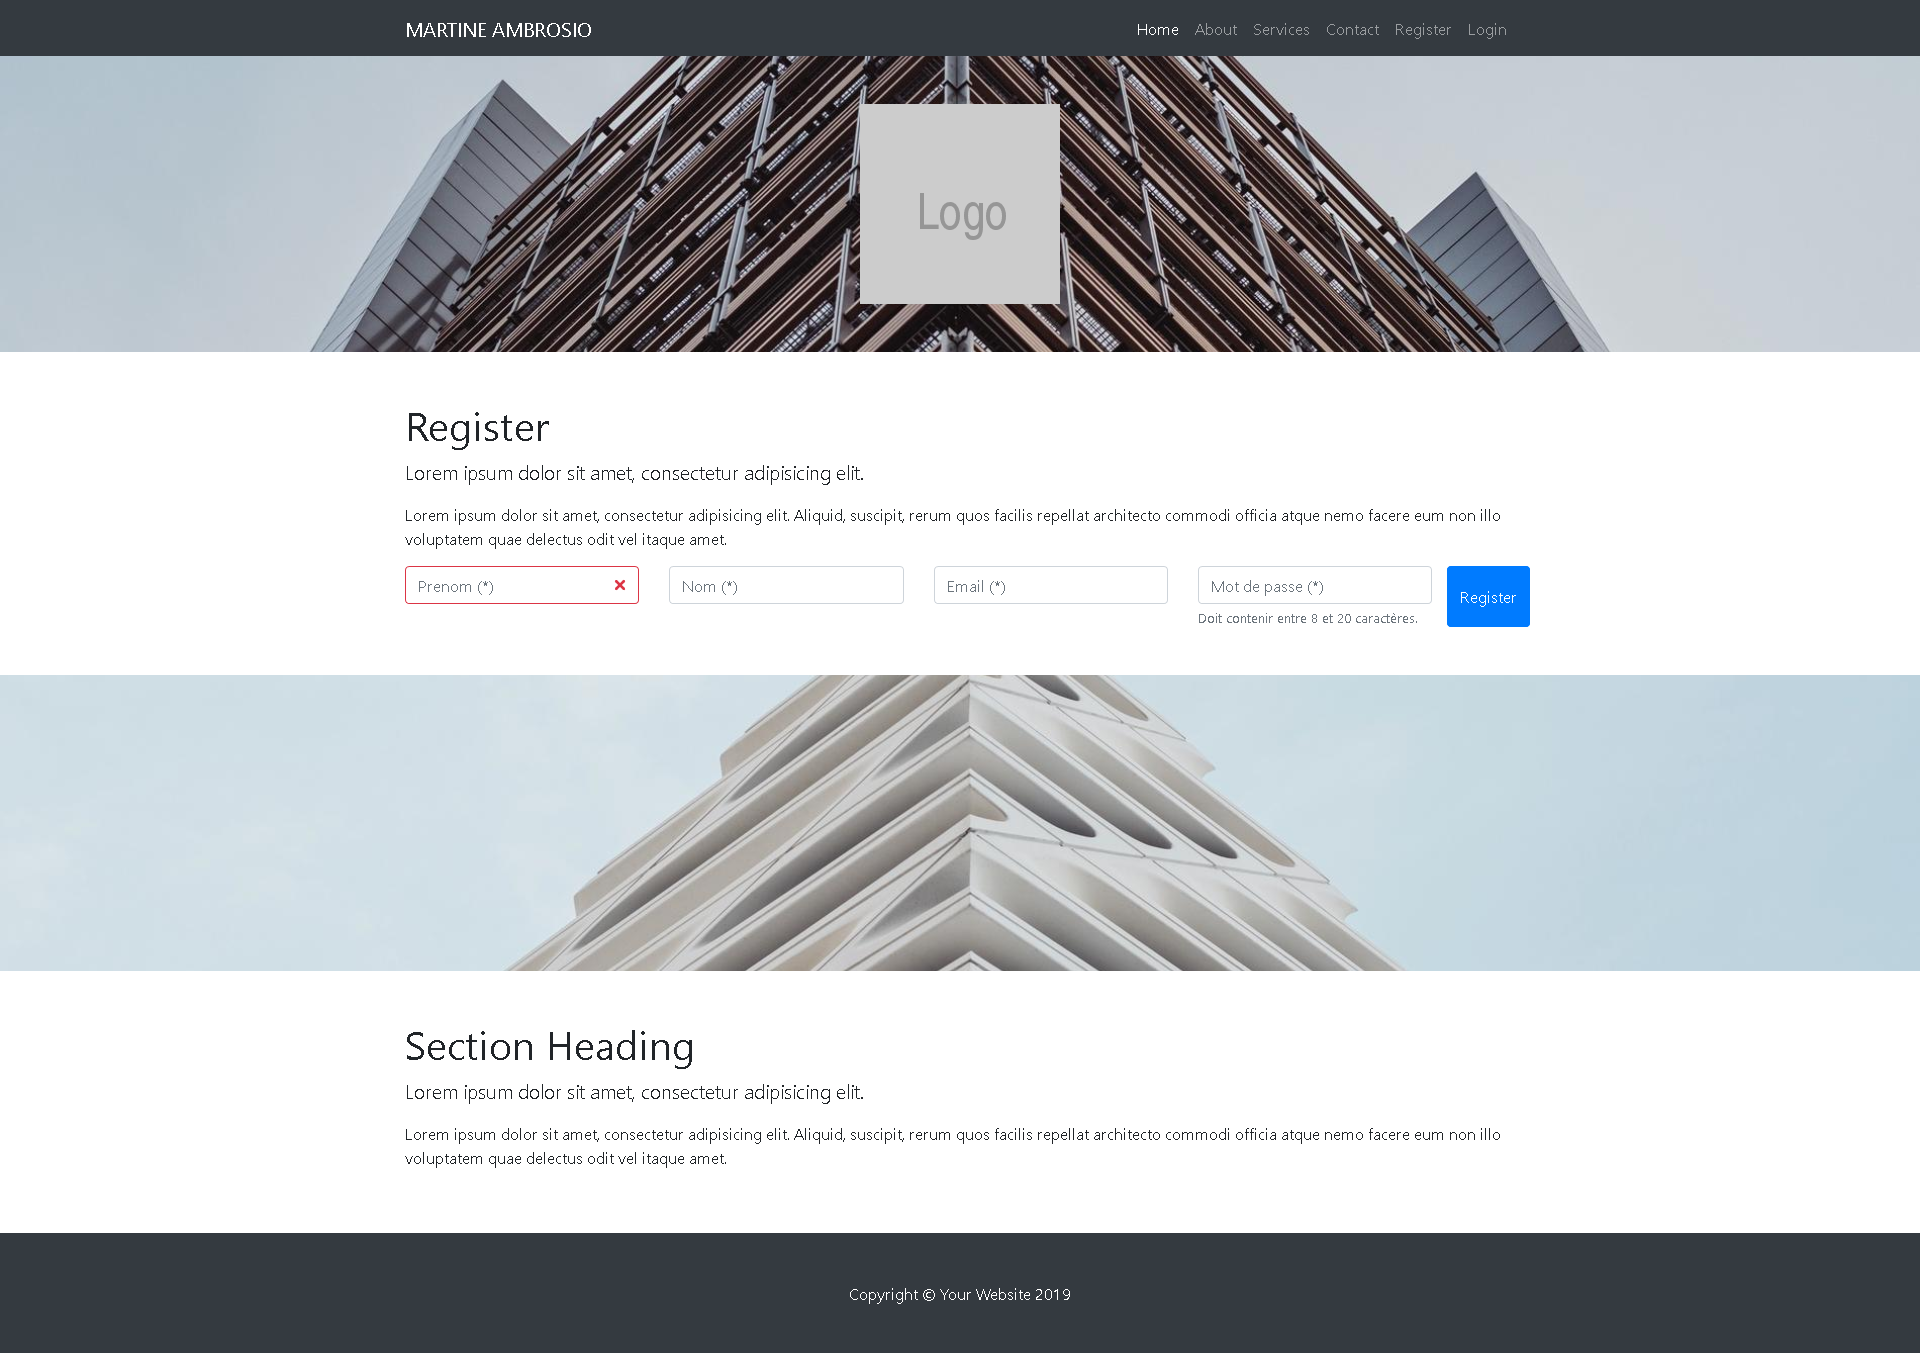 MARTINE AMBROSIO
Home About Services Contact Register Login
Logo
Register
Lorem ipsum dolor sit amet, consectetur adipisicing elit.
Lorem ipsum dolor sit amet, consectetur adipisicing elit. Aliquid, suscipit, rerum quos facilis repellat architecto commodi officia atque nemo facere eum non illo
voluptatem quae delectus odit vel itaque amet.
Prenom (*)
Nom (*)
Email (*)
Mot de passe (*)
Register
Doit contenir entre 8 et 20 caractères.
Section Heading
Lorem ipsum dolor sit amet, consectetur adipisicing elit.
Lorem ipsum dolor sit amet, consectetur adipisicing elit. Aliquid, suscipit, rerum quos facilis repellat architecto commodi officia atque nemo facere eum non illo
voluptatem quae delectus odit vel itaque amet.
Copyright © Your Website 2019